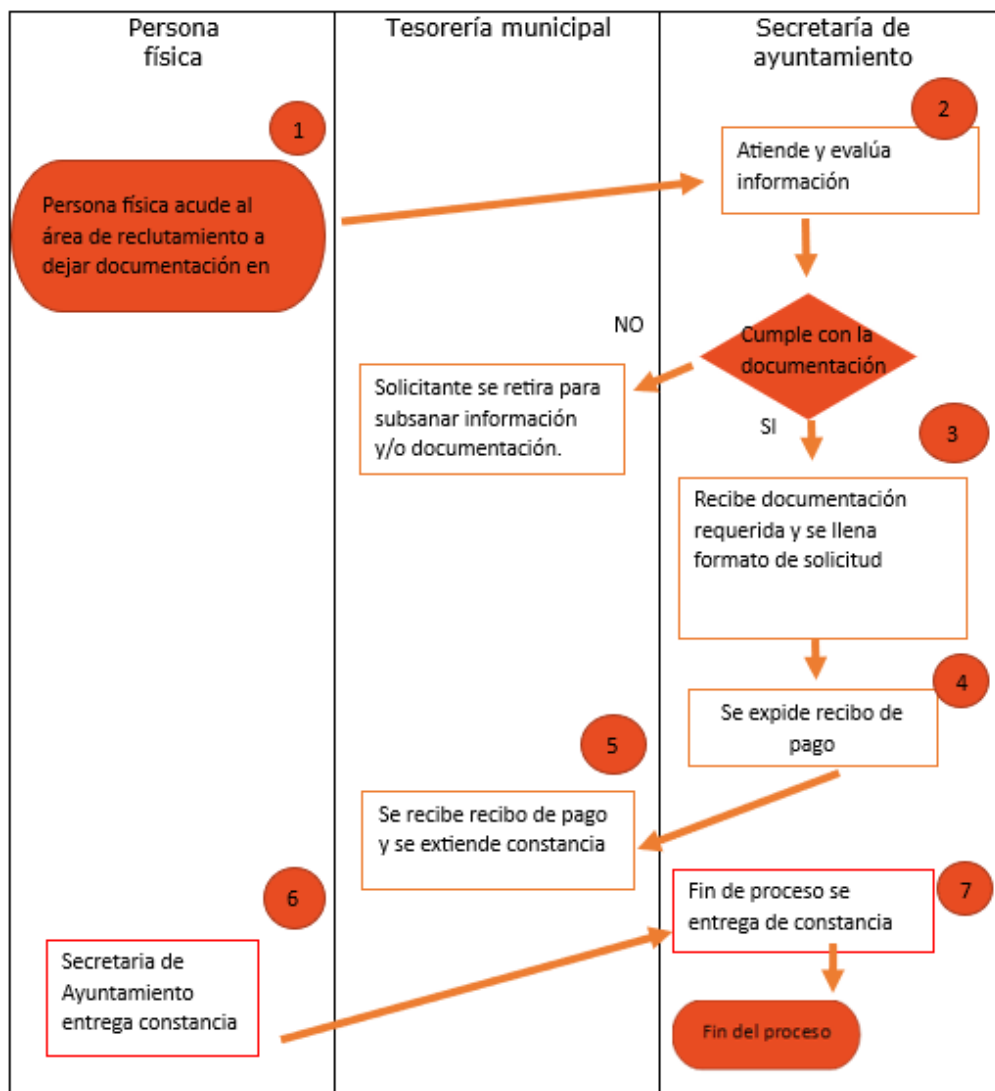 Persona
física
Tesorería municipal
Secretaría de
ayuntamiento
1
Persona física acude al
área de reclutamiento a
dejar documentación en
2
Atiende y evalúa
información
Cumple con la
documentación
NO
Solicitante se retira para
subsanar información
y/o documentación.
SI
3
Recibe documentación
requerida y se llena
formato de solicitud
4
Se expide recibo de
pago
5
Se recibe recibo de pago
y se extiende constancia
6
Secretaria de
Ayuntamiento
entrega constancia
7
Fin de proceso se
entrega de constancia
Fin del proceso